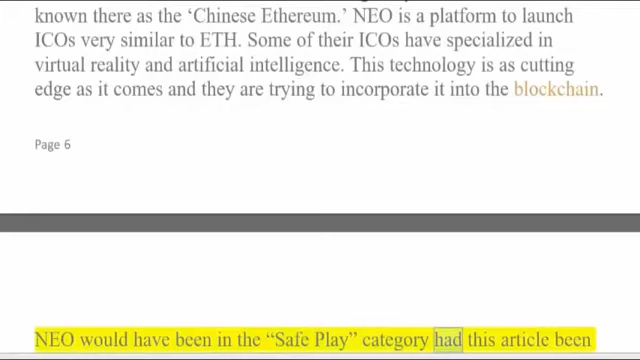 known there as the ‘Chinese Ethereum.’ NEO is a platform to launch
ICOs very similar to ETH. Some of their ICOs have specialized in
virtual reality and artificial intelligence. This technology is as cutting
edge as it comes and they are trying to incorporate it into the blockchain.
Page 6
NEO would have been in the “Safe Play” category had this article been